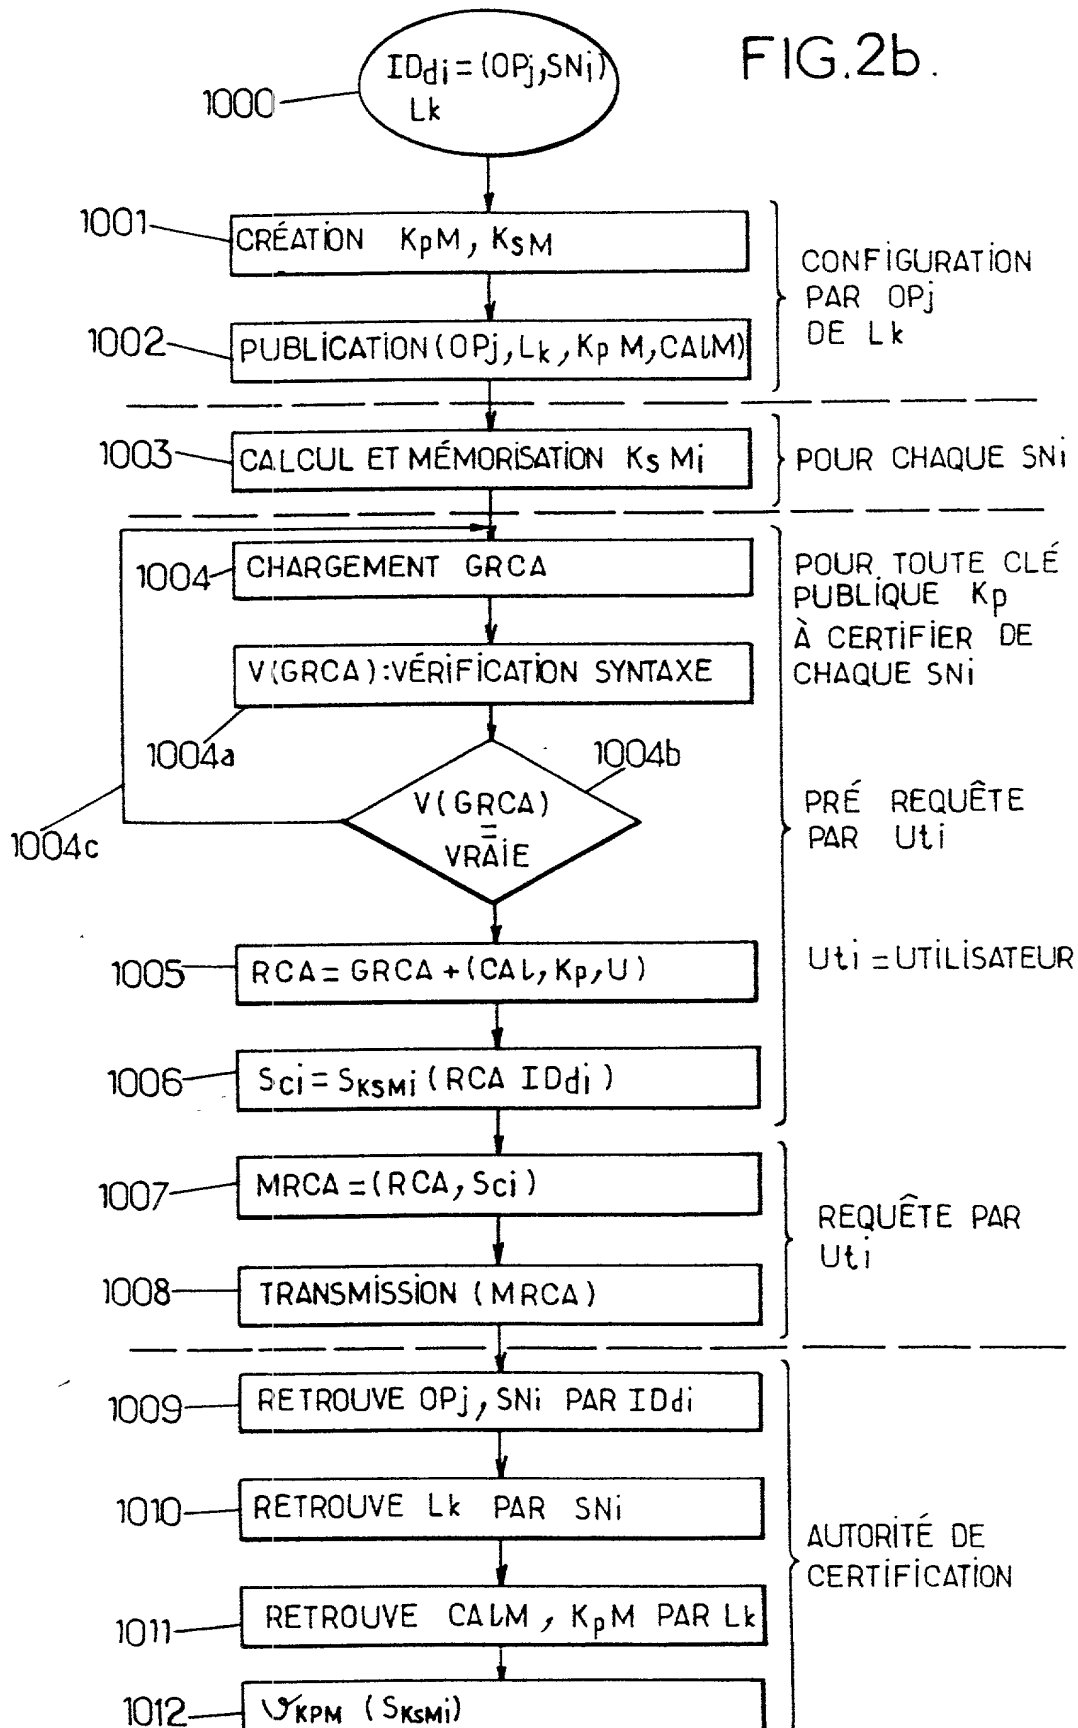 FIG.2b.
IDdi = (OPj, SNi)
Lk
1000
1001
CRÉATION KpM, KSM
CONFIGURATION
PAR OPj
DE Lk
1002
PUBLICATION (OPj, Lk, KpM, CALM)
1003
CALCUL ET MÉMORISATION KSMi
POUR CHAQUE SNi
1004
CHARGEMENT GRCA
POUR TOUTE CLÉ
PUBLIQUE Kp
À CERTIFIER DE
CHAQUE SNi
V(GRCA) : VÉRIFICATION SYNTAXE
1004a
1004b
V(GRCA)
=
VRAIE
1004c
PRÉ REQUÊTE
PAR Uti
1005
RCA = GRCA + (CAL, Kp, U)
Uti = UTILISATEUR
1006
Sci = SKSMi (RCA IDdi)
1007
MRCA = (RCA, Sci)
REQUÊTE PAR
Uti
1008
TRANSMISSION (MRCA)
1009
RETROUVE OPj, SNi PAR IDdi
1010
RETROUVE Lk PAR SNi
AUTORITÉ DE
CERTIFICATION
1011
RETROUVE CALM, KpM PAR Lk
1012
𝒱KPM (SKSMi)